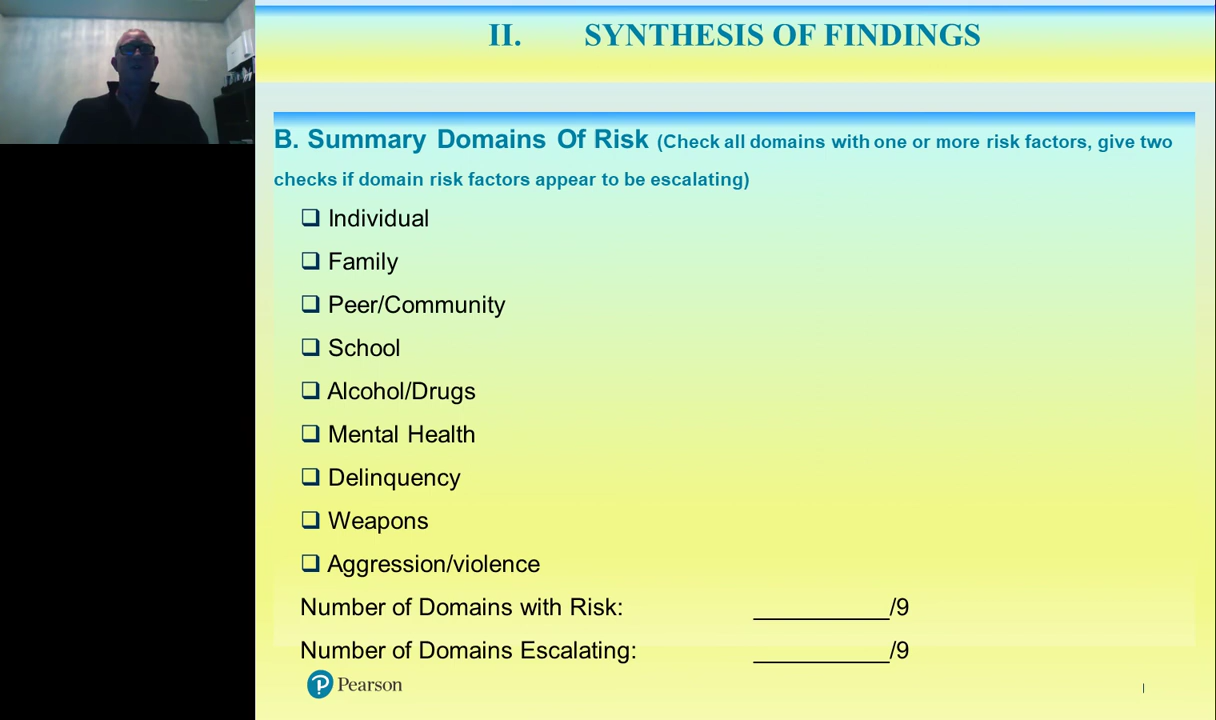 II. SYNTHESIS OF FINDINGS
B. Summary Domains Of Risk (Check all domains with one or more risk factors, give two
checks if domain risk factors appear to be escalating)
❑ Individual
❑ Family
❑ Peer/Community
❑ School
❑ Alcohol/Drugs
❑ Mental Health
❑ Delinquency
❑ Weapons
❑ Aggression/violence
Number of Domains with Risk: __________/9
Number of Domains Escalating: __________/9
Pearson